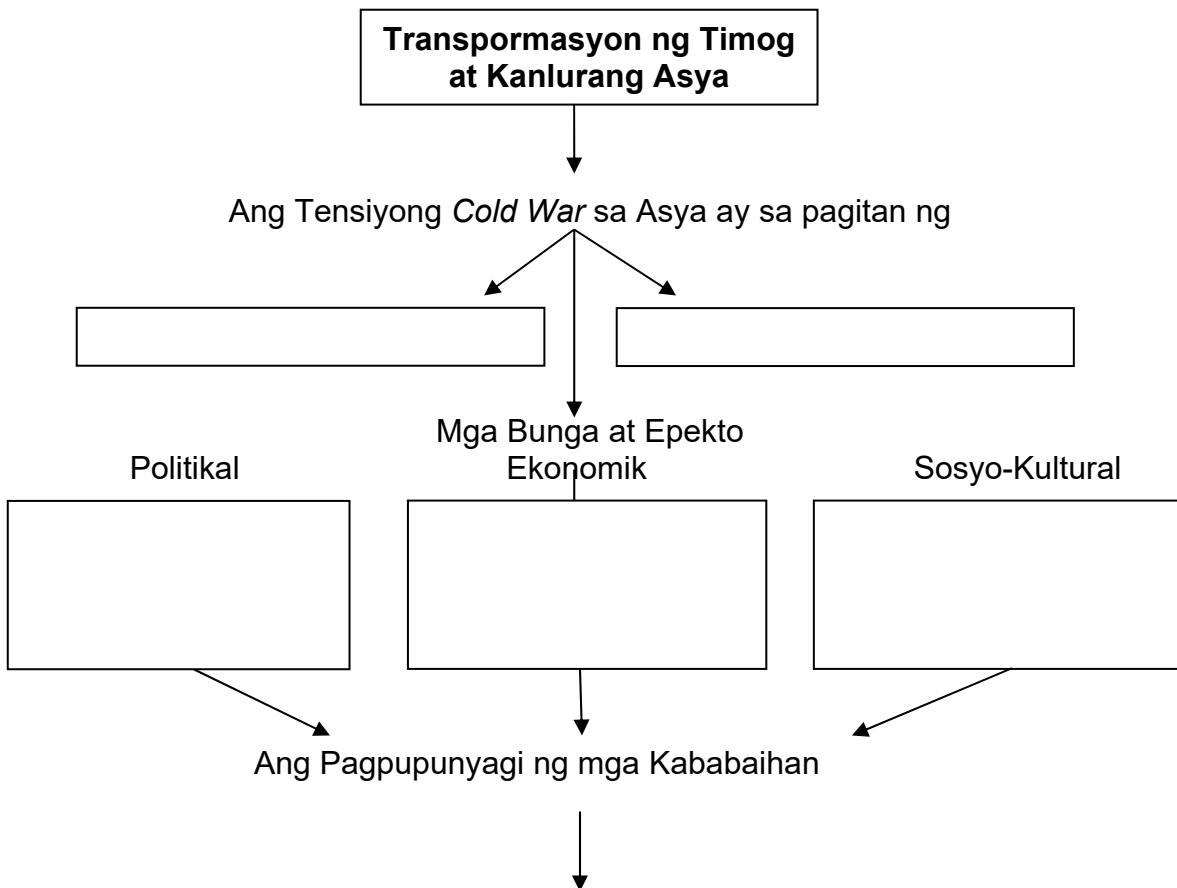 Transpormasyon ng Timog
at Kanlurang Asya
Ang Tensiyong Cold War sa Asya ay sa pagitan ng
Mga Bunga at Epekto
Politikal
Ekonomik
Sosyo-Kultural
Ang Pagpupunyagi ng mga Kababaihan